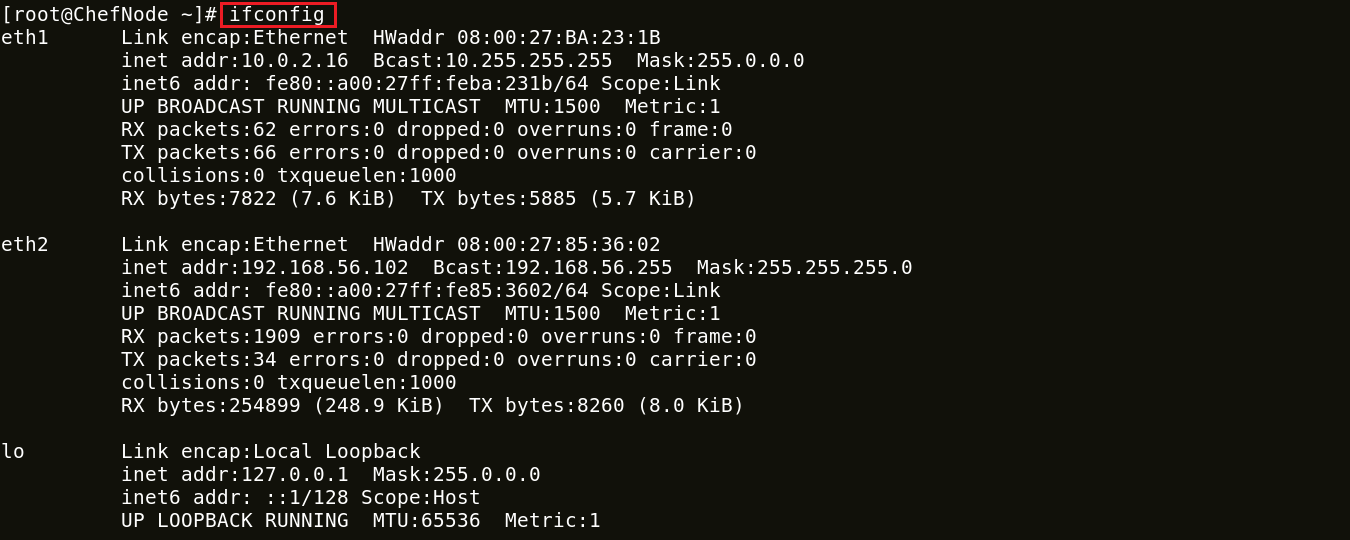 [root@ChefNode ~]# ifconfig
eth1      Link encap:Ethernet  HWaddr 08:00:27:BA:23:1B
          inet addr:10.0.2.16  Bcast:10.255.255.255  Mask:255.0.0.0
          inet6 addr: fe80::a00:27ff:feba:231b/64 Scope:Link
          UP BROADCAST RUNNING MULTICAST  MTU:1500  Metric:1
          RX packets:62 errors:0 dropped:0 overruns:0 frame:0
          TX packets:66 errors:0 dropped:0 overruns:0 carrier:0
          collisions:0 txqueuelen:1000
          RX bytes:7822 (7.6 KiB)  TX bytes:5885 (5.7 KiB)

eth2      Link encap:Ethernet  HWaddr 08:00:27:85:36:02
          inet addr:192.168.56.102  Bcast:192.168.56.255  Mask:255.255.255.0
          inet6 addr: fe80::a00:27ff:fe85:3602/64 Scope:Link
          UP BROADCAST RUNNING MULTICAST  MTU:1500  Metric:1
          RX packets:1909 errors:0 dropped:0 overruns:0 frame:0
          TX packets:34 errors:0 dropped:0 overruns:0 carrier:0
          collisions:0 txqueuelen:1000
          RX bytes:254899 (248.9 KiB)  TX bytes:8260 (8.0 KiB)

lo        Link encap:Local Loopback
          inet addr:127.0.0.1  Mask:255.0.0.0
          inet6 addr: ::1/128 Scope:Host
          UP LOOPBACK RUNNING  MTU:65536  Metric:1